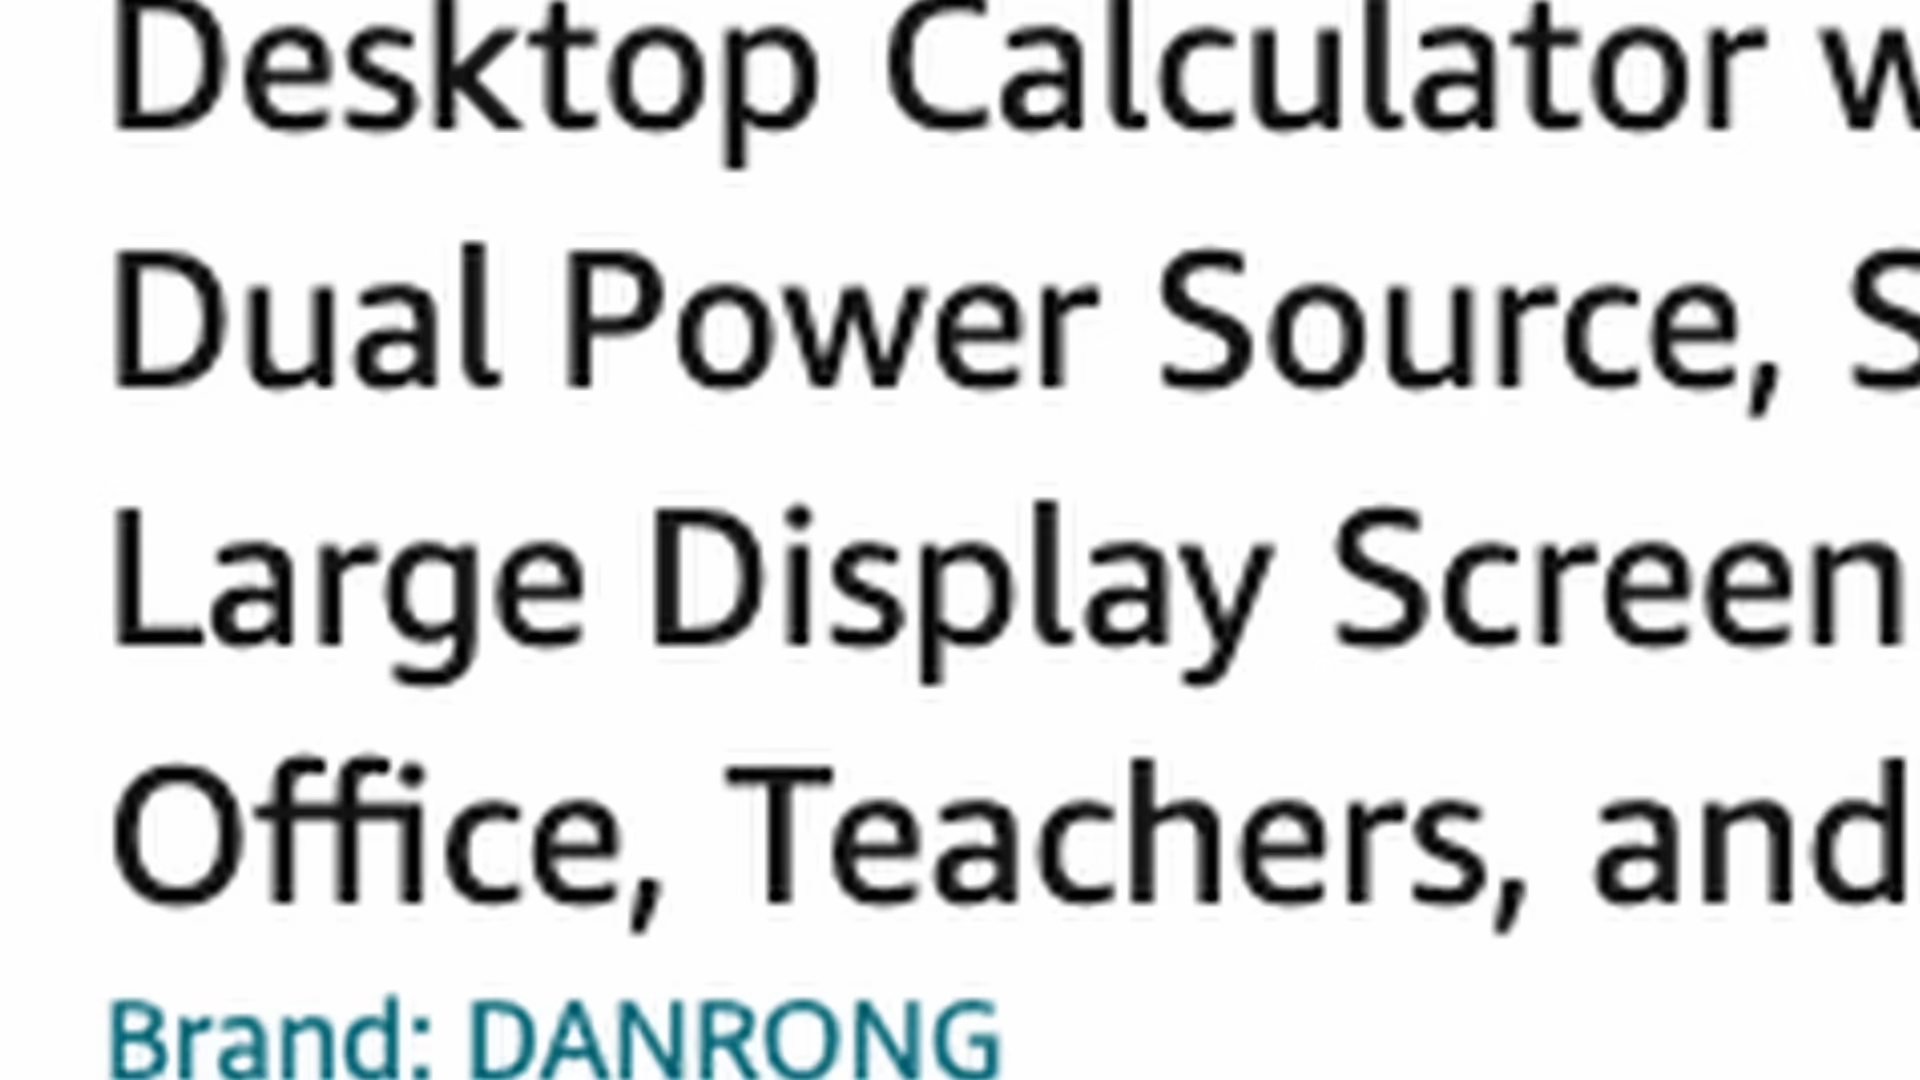 Desktop Calculator
Dual Power Source,
Large Display Screen
Office, Teachers, and
Brand: DANRONG